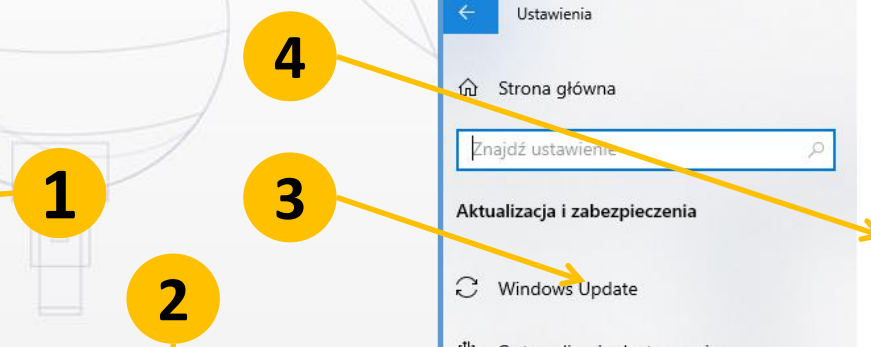 Ustawienia
4
Strona główna
Znajdź ustawienie
1
3
Aktualizacja i zabezpieczenia
Windows Update
2